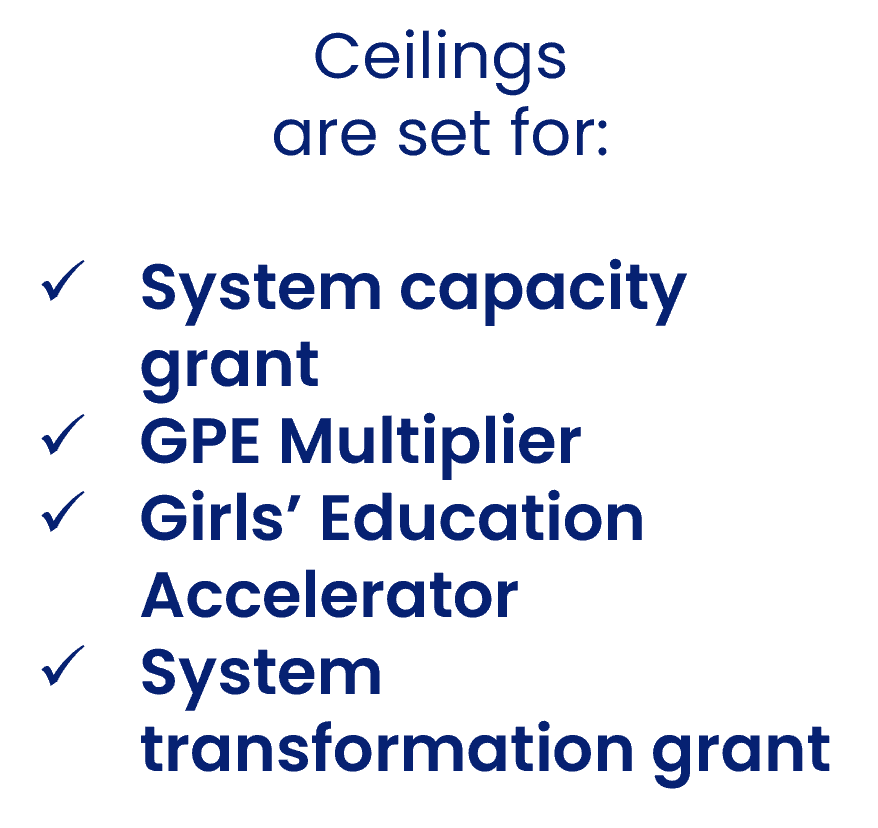 Ceilings
are set for:
✓ System capacity
grant
✓ GPE Multiplier
✓ Girls’ Education
Accelerator
✓ System
transformation grant